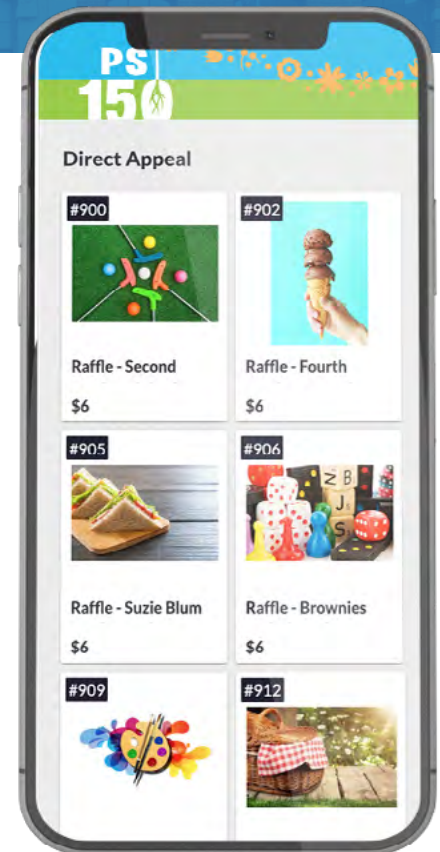 PS
150
Direct Appeal
#900
#902
Raffle - Second
Raffle - Fourth
$6
$6
#905
#906
Z B
J
S
Raffle - Suzie Blum
Raffle - Brownies
$6
$6
#909
#912